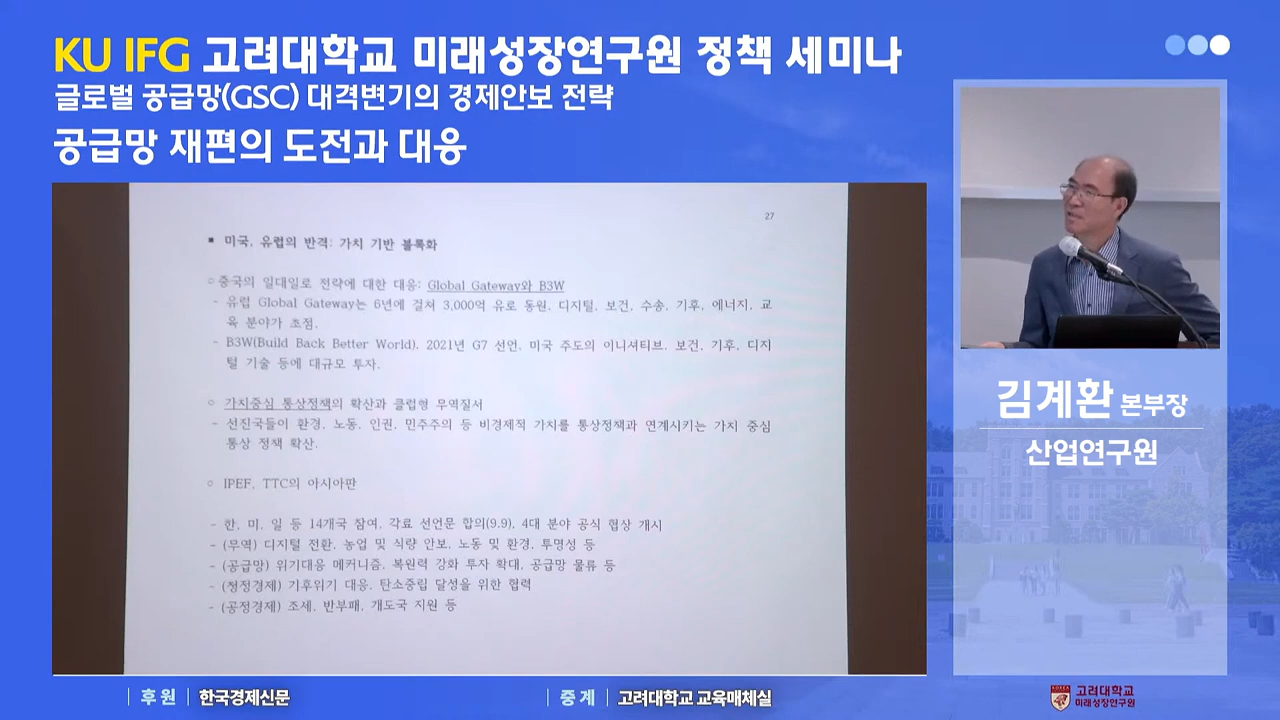 KU IFG 고려대학교 미래성장연구원 정책 세미나
글로벌 공급망(GSC) 대격변기의 경제안보 전략
공급망 재편의 도전과 대응
27
▪ 미국, 유럽의 반격: 가치 기반 블록화
○ 중국의 일대일로 전략에 대한 대응: Global Gateway와 B3W
- 유럽 Global Gateway는 6년에 걸쳐 3,000억 유로 동원. 디지털, 보건, 수송, 기후, 에너지, 교
육 분야가 초점.
- B3W(Build Back Better World), 2021년 G7 선언, 미국 주도의 이니셔티브. 보건, 기후, 디지
털 기술 등에 대규모 투자.
○ 가치중심 통상정책의 확산과 클럽형 무역질서
- 선진국들이 환경, 노동, 인권, 민주주의 등 비경제적 가치를 통상정책과 연계시키는 가치 중심
통상 정책 확산.
○ IPEF, TTC의 아시아판
- 한, 미, 일 등 14개국 참여, 각료 선언문 합의(9.9), 4대 분야 공식 협상 개시
- (무역) 디지털 전환, 농업 및 식량 안보, 노동 및 환경, 투명성 등
- (공급망) 위기대응 메커니즘, 복원력 강화 투자 확대, 공급망 물류 등
- (청정경제) 기후위기 대응, 탄소중립 달성을 위한 협력
- (공정경제) 조세, 반부패, 개도국 지원 등
김계환 본부장
산업연구원
후원 한국경제신문
중계 고려대학교 교육매체실
고려대학교
미래성장연구원